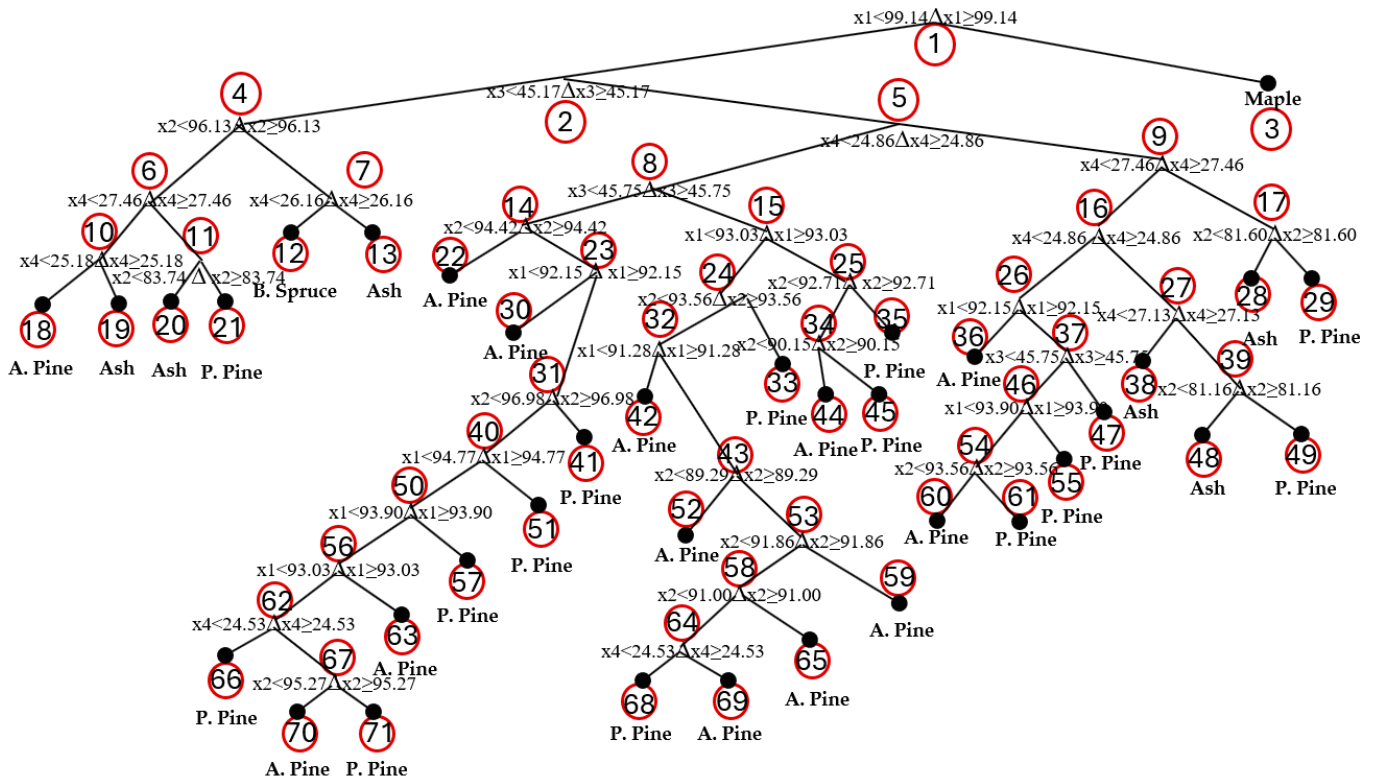 x1<99.14Δx1≥99.14
1
x3<45.17Δx3≥45.17
2
Maple
3
4
x2<96.13Δx2≥96.13
5
x4<24.86Δx4≥24.86
6
x4<27.46Δx4≥27.46
7
x4<26.16Δx4≥26.16
8
x3<45.75Δx3≥45.75
9
x4<27.46Δx4≥27.46
10
x4<25.18Δx4≥25.18
11
x2<83.74Δ x2≥83.74
12
B. Spruce
13
Ash
14
x2<94.42Δx2≥94.42
15
x1<93.03Δx1≥93.03
16
x4<24.86Δx4≥24.86
17
x2<81.60Δx2≥81.60
18
A. Pine
19
Ash
20
Ash
21
P. Pine
22
A. Pine
23
x1<92.15Δx1≥92.15
24
x2<93.56Δx2≥93.56
25
x2<92.71Δ x2≥92.71
26
x1<92.15Δx1≥92.15
27
x4<27.13Δx4≥27.13
28
Ash
29
P. Pine
30
A. Pine
31
x2<96.98Δx2≥96.98
32
x1<91.28Δx1≥91.28
33
P. Pine
34
x2<90.15Δx2≥90.15
35
P. Pine
36
A. Pine
37
x3<45.75Δx3≥45.75
38
Ash
39
x2<81.16Δx2≥81.16
40
x1<94.77Δx1≥94.77
41
P. Pine
42
A. Pine
43
x2<89.29Δx2≥89.29
44
A. Pine
45
P. Pine
46
x1<93.90Δx1≥93.90
47
P. Pine
48
Ash
49
P. Pine
50
x1<93.90Δx1≥93.90
51
P. Pine
52
A. Pine
53
x2<91.86Δx2≥91.86
54
x2<93.56Δx2≥93.56
55
P. Pine
56
x1<93.03Δx1≥93.03
57
P. Pine
58
x2<91.00Δx2≥91.00
59
A. Pine
60
A. Pine
61
P. Pine
62
x4<24.53Δx4≥24.53
63
A. Pine
64
x4<24.53Δx4≥24.53
65
A. Pine
66
P. Pine
67
x2<95.27Δx2≥95.27
68
P. Pine
69
A. Pine
70
A. Pine
71
P. Pine